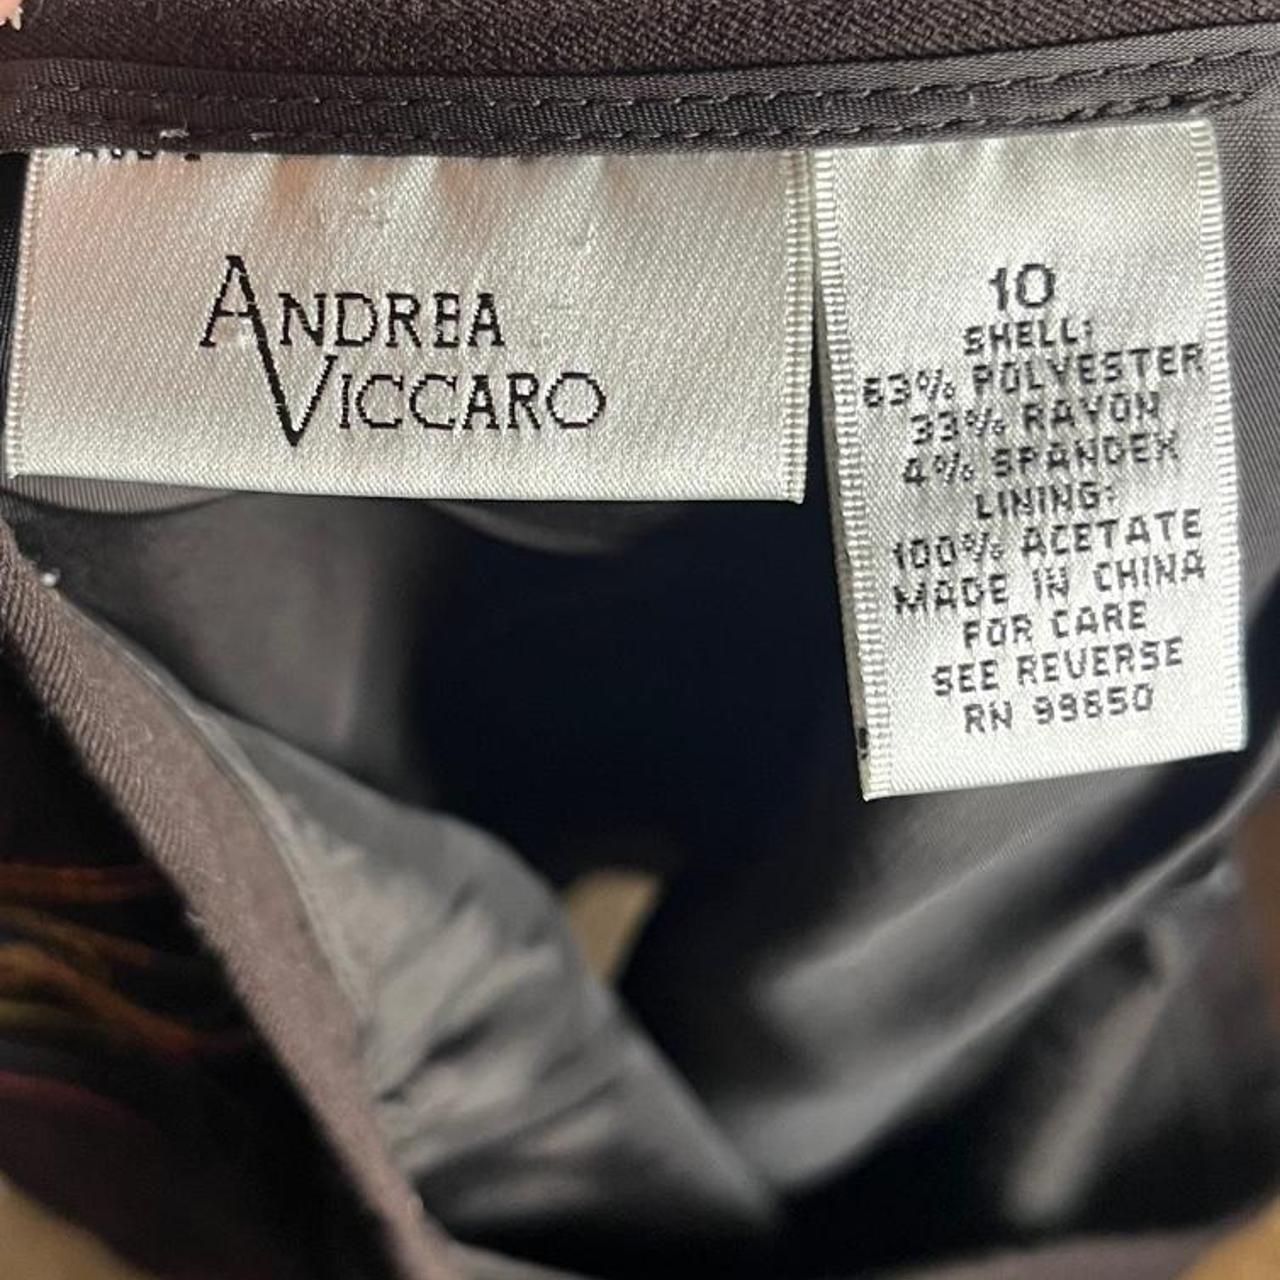 ANDREA
VICCARO
10
SHELL:
63% POLYESTER
33% RAYON
4% SPANDEX
LINING:
100% ACETATE
MADE IN CHINA
FOR CARE
SEE REVERSE
RN 99650